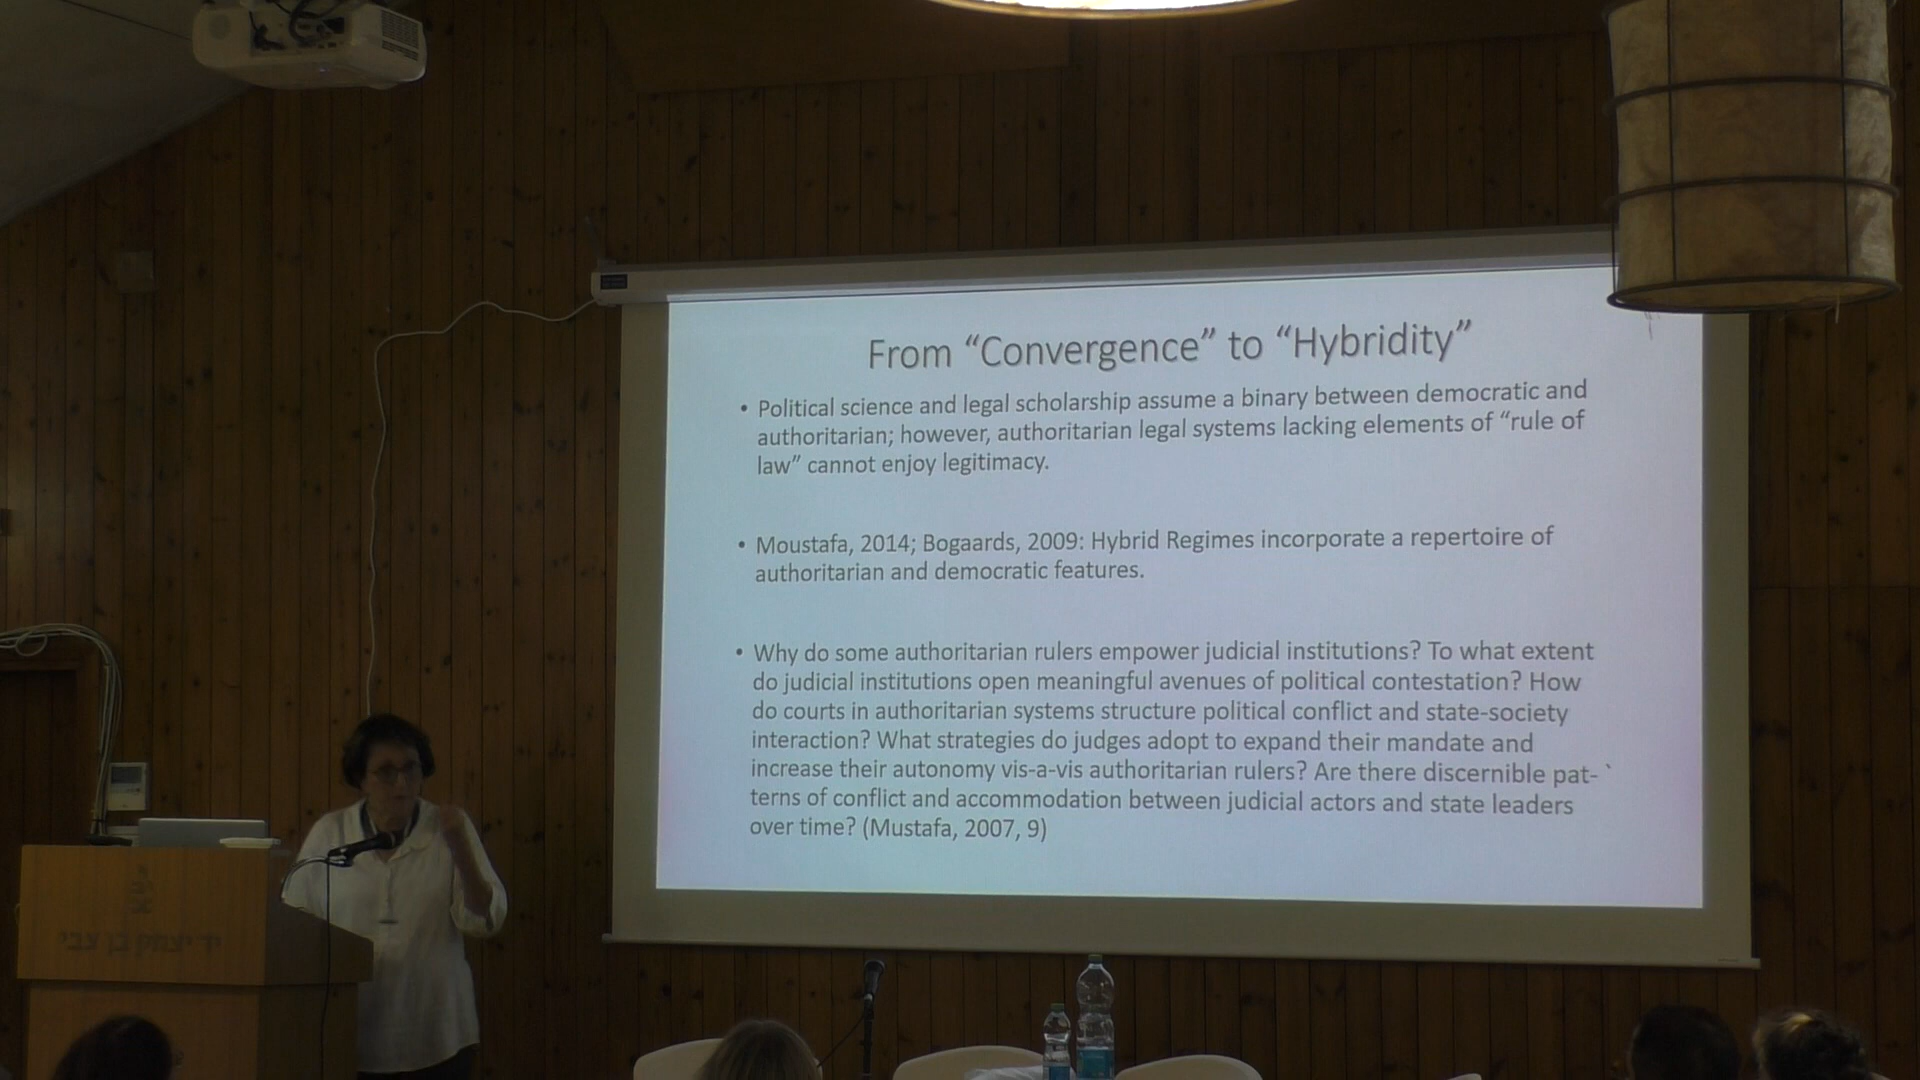 From “Convergence” to “Hybridity”
• Political science and legal scholarship assume a binary between democratic and
authoritarian; however, authoritarian legal systems lacking elements of “rule of
law” cannot enjoy legitimacy.
• Moustafa, 2014; Bogaards, 2009: Hybrid Regimes incorporate a repertoire of
authoritarian and democratic features.
• Why do some authoritarian rulers empower judicial institutions? To what extent
do judicial institutions open meaningful avenues of political contestation? How
do courts in authoritarian systems structure political conflict and state-society
interaction? What strategies do judges adopt to expand their mandate and
increase their autonomy vis-a-vis authoritarian rulers? Are there discernible pat- `
terns of conflict and accommodation between judicial actors and state leaders
over time? (Mustafa, 2007, 9)
יד יצחק בן צבי